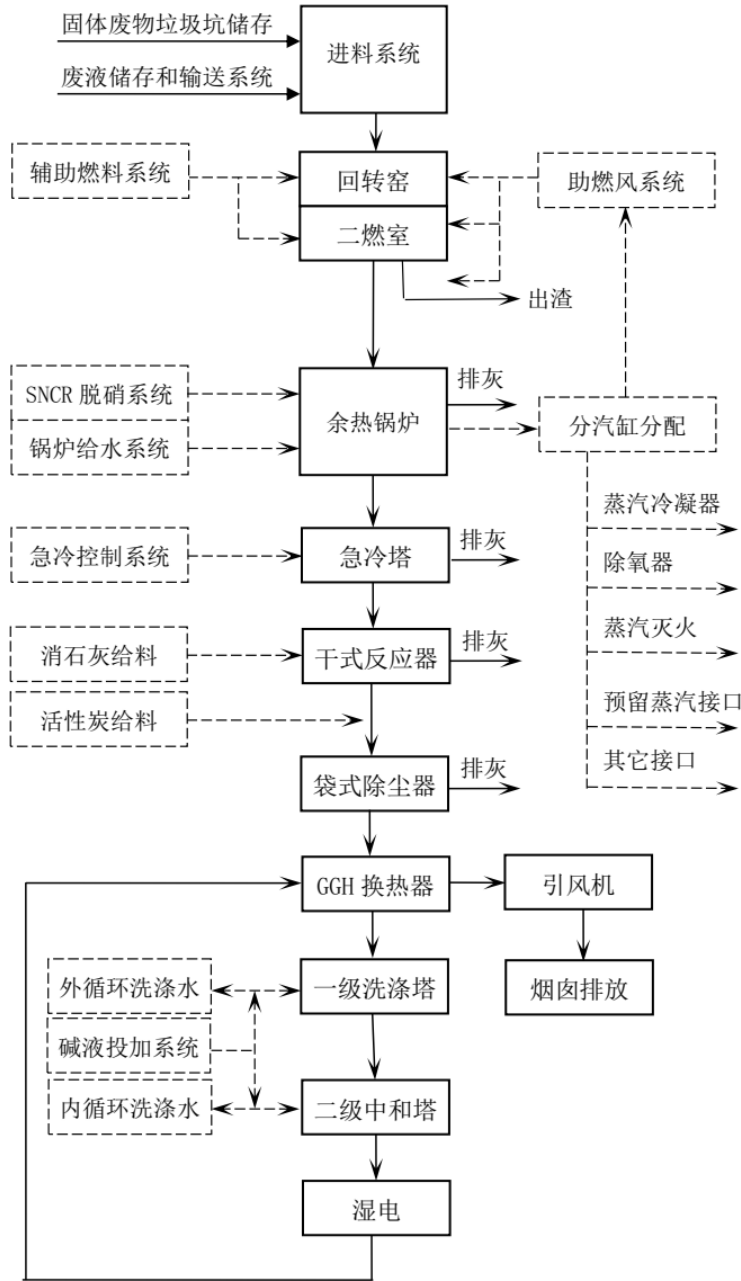 固体废物垃圾坑储存
进料系统
废液储存和输送系统
辅助燃料系统
回转窑
助燃风系统
二燃室
出渣
SNCR 脱硝系统
排灰
余热锅炉
分汽缸分配
锅炉给水系统
蒸汽冷凝器
急冷控制系统
急冷塔
排灰
除氧器
消石灰给料
干式反应器
排灰
蒸汽灭火
活性炭给料
预留蒸汽接口
袋式除尘器
排灰
其它接口
GGH 换热器
引风机
外循环洗涤水
一级洗涤塔
烟囱排放
碱液投加系统
内循环洗涤水
二级中和塔
湿电